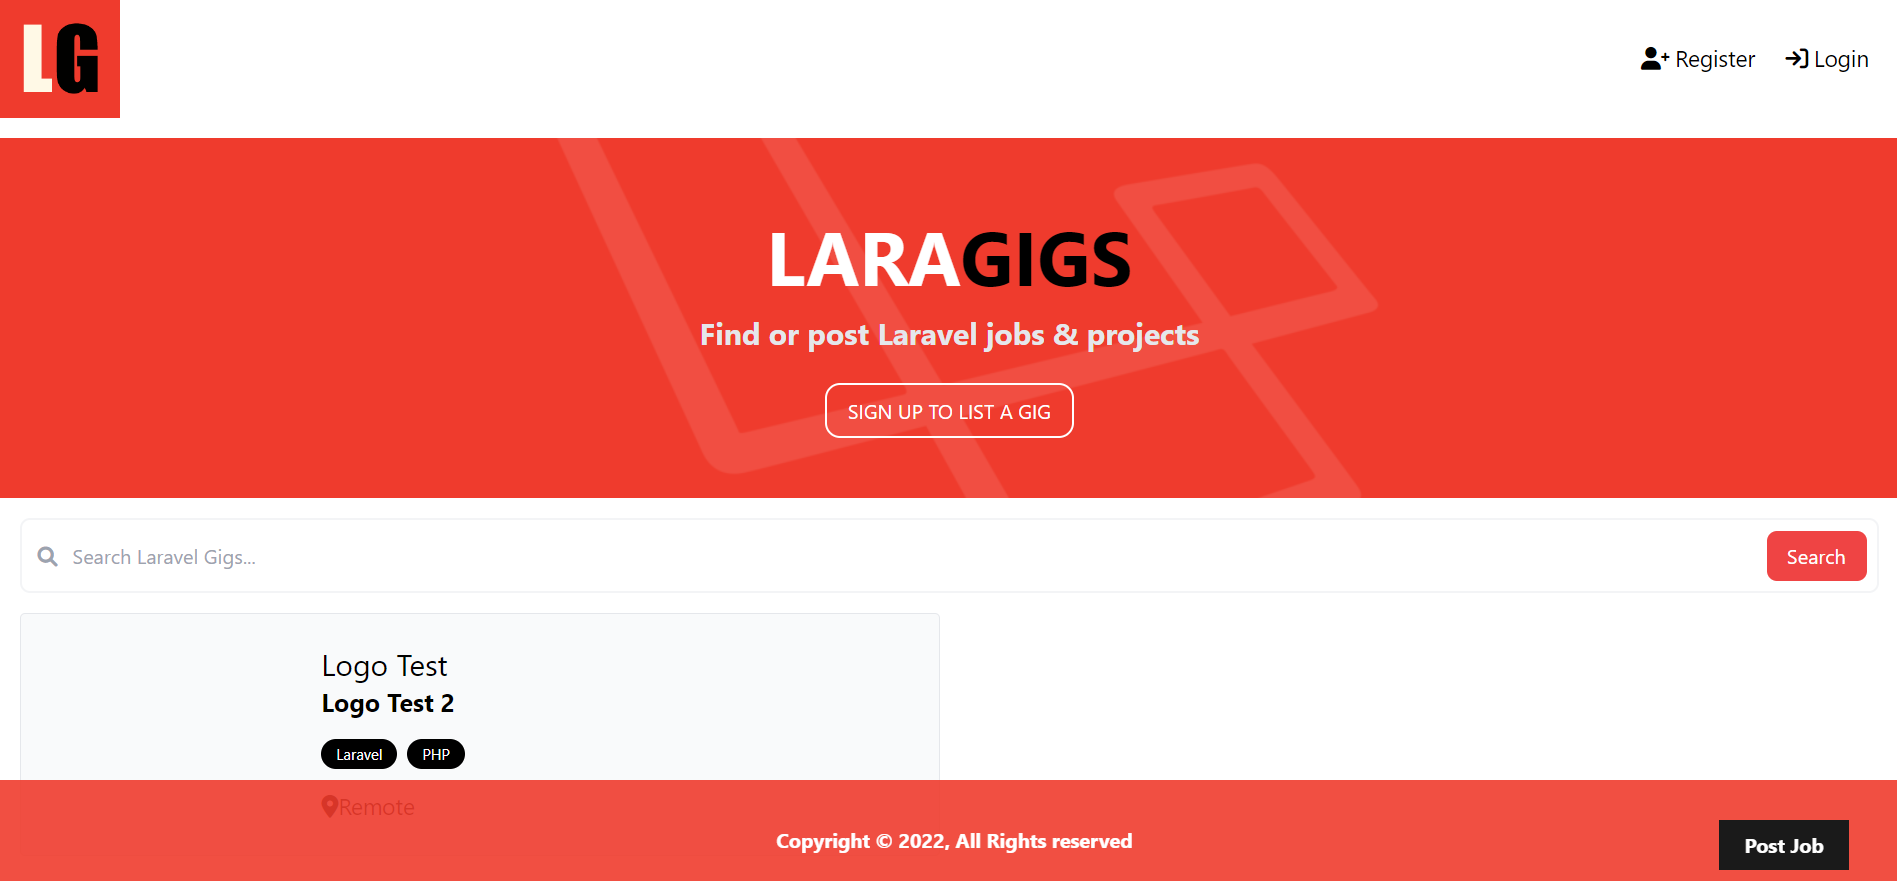 LG
Register
Login
LARAGIGS
Find or post Laravel jobs & projects
SIGN UP TO LIST A GIG
Search Laravel Gigs...
Search
Logo Test
Logo Test 2
Laravel
PHP
Remote
Copyright © 2022, All Rights reserved
Post Job